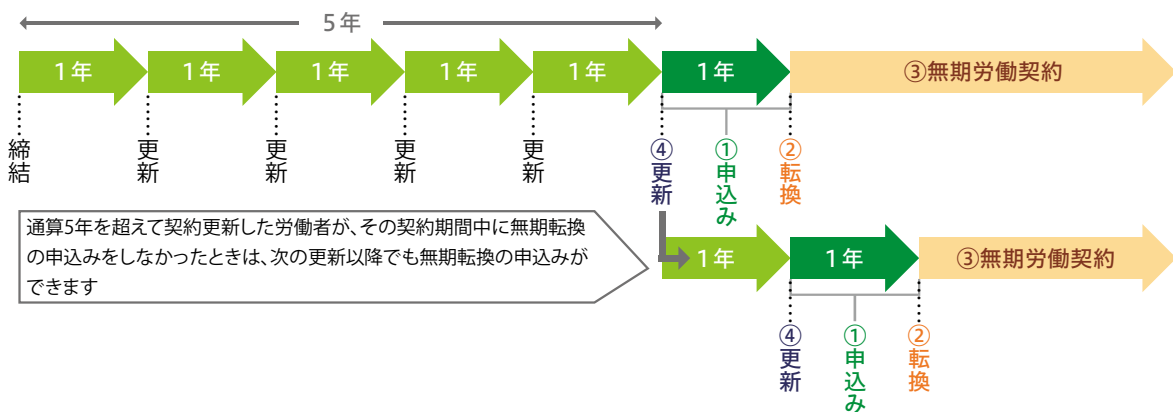 5年
1年
1年
1年
1年
1年
1年
③無期労働契約
締結
更新
更新
更新
更新
④更新
①申込み
②転換
通算5年を超えて契約更新した労働者が、その契約期間中に無期転換
の申込みをしなかったときは、次の更新以降でも無期転換の申込みが
できます
1年
1年
③無期労働契約
④更新
①申込み
②転換